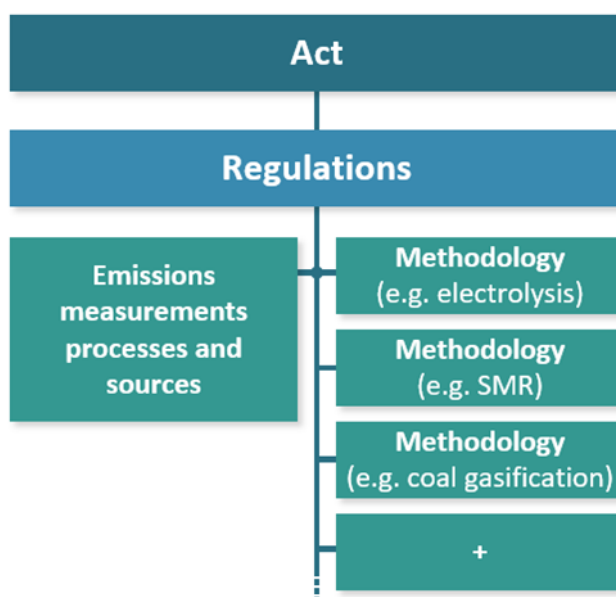 Act
Regulations
Emissions
measurements
processes and
sources
Methodology
(e.g. electrolysis)
Methodology
(e.g. SMR)
Methodology
(e.g. coal gasification)
+